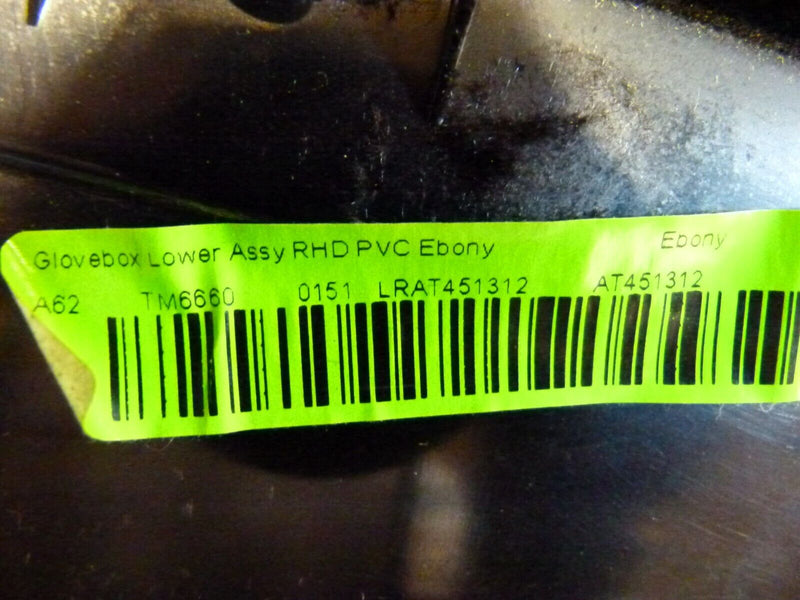 Glovebox Lower Assy RHD PVC Ebony Ebony
A62 TM6660 0151 LRAT451312 AT451312